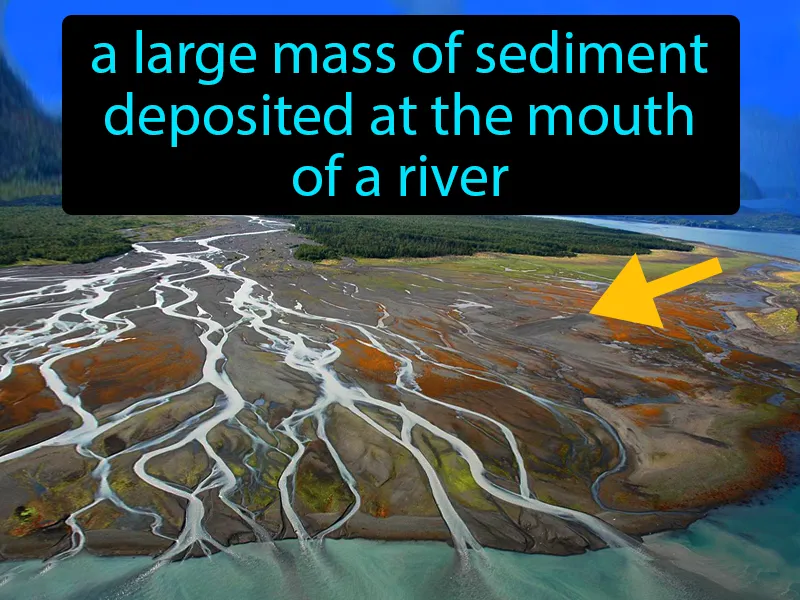 a large mass of sediment
deposited at the mouth
of a river